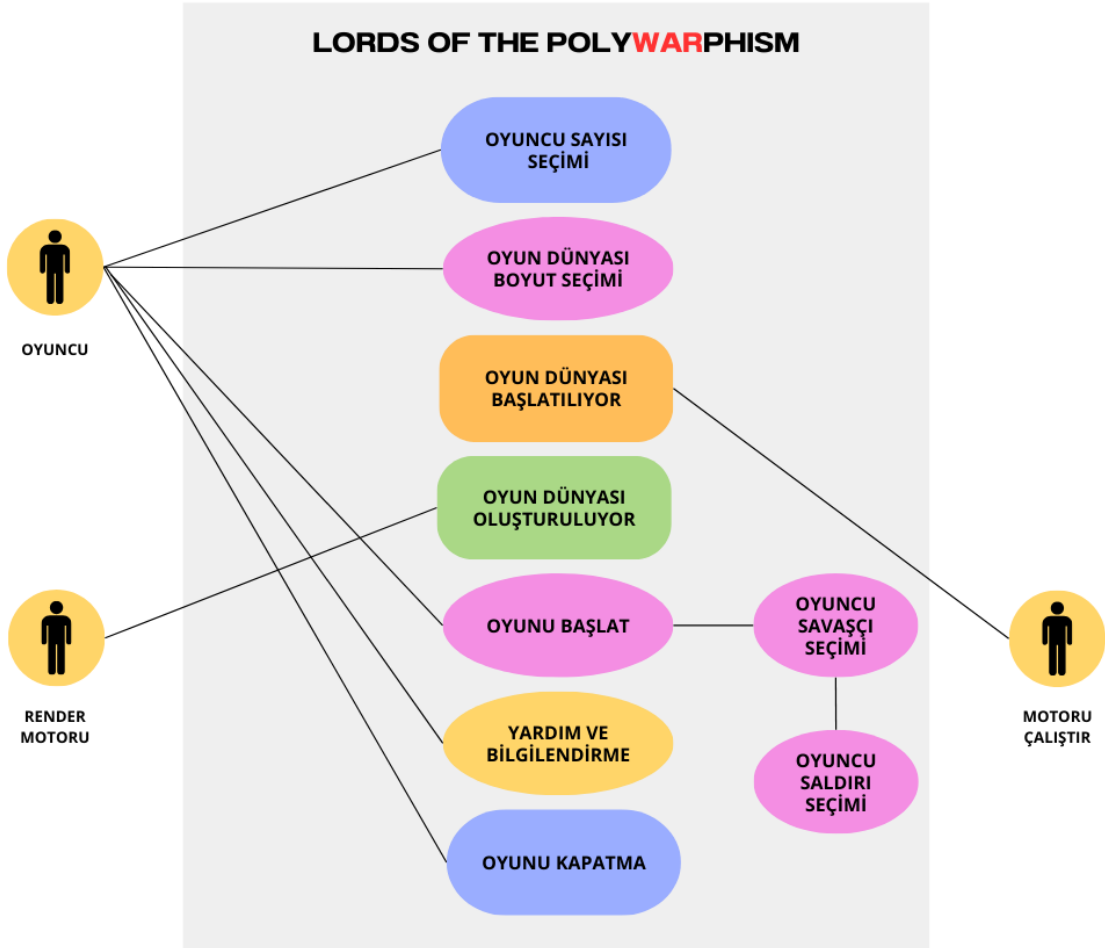 LORDS OF THE POLYWARPHISM
OYUNCU SAYISI
SEÇİMİ
OYUN DÜNYASI
BOYUT SEÇİMİ
OYUNCU
OYUN DÜNYASI
BAŞLATILIYOR
OYUN DÜNYASI
OLUŞTURULUYOR
OYUNU BAŞLAT
OYUNCU
SAVAŞÇI
SEÇİMİ
RENDER
MOTORU
MOTORU
ÇALIŞTIR
YARDIM VE
BİLGİLENDİRME
OYUNCU
SALDIRI
SEÇİMİ
OYUNU KAPATMA